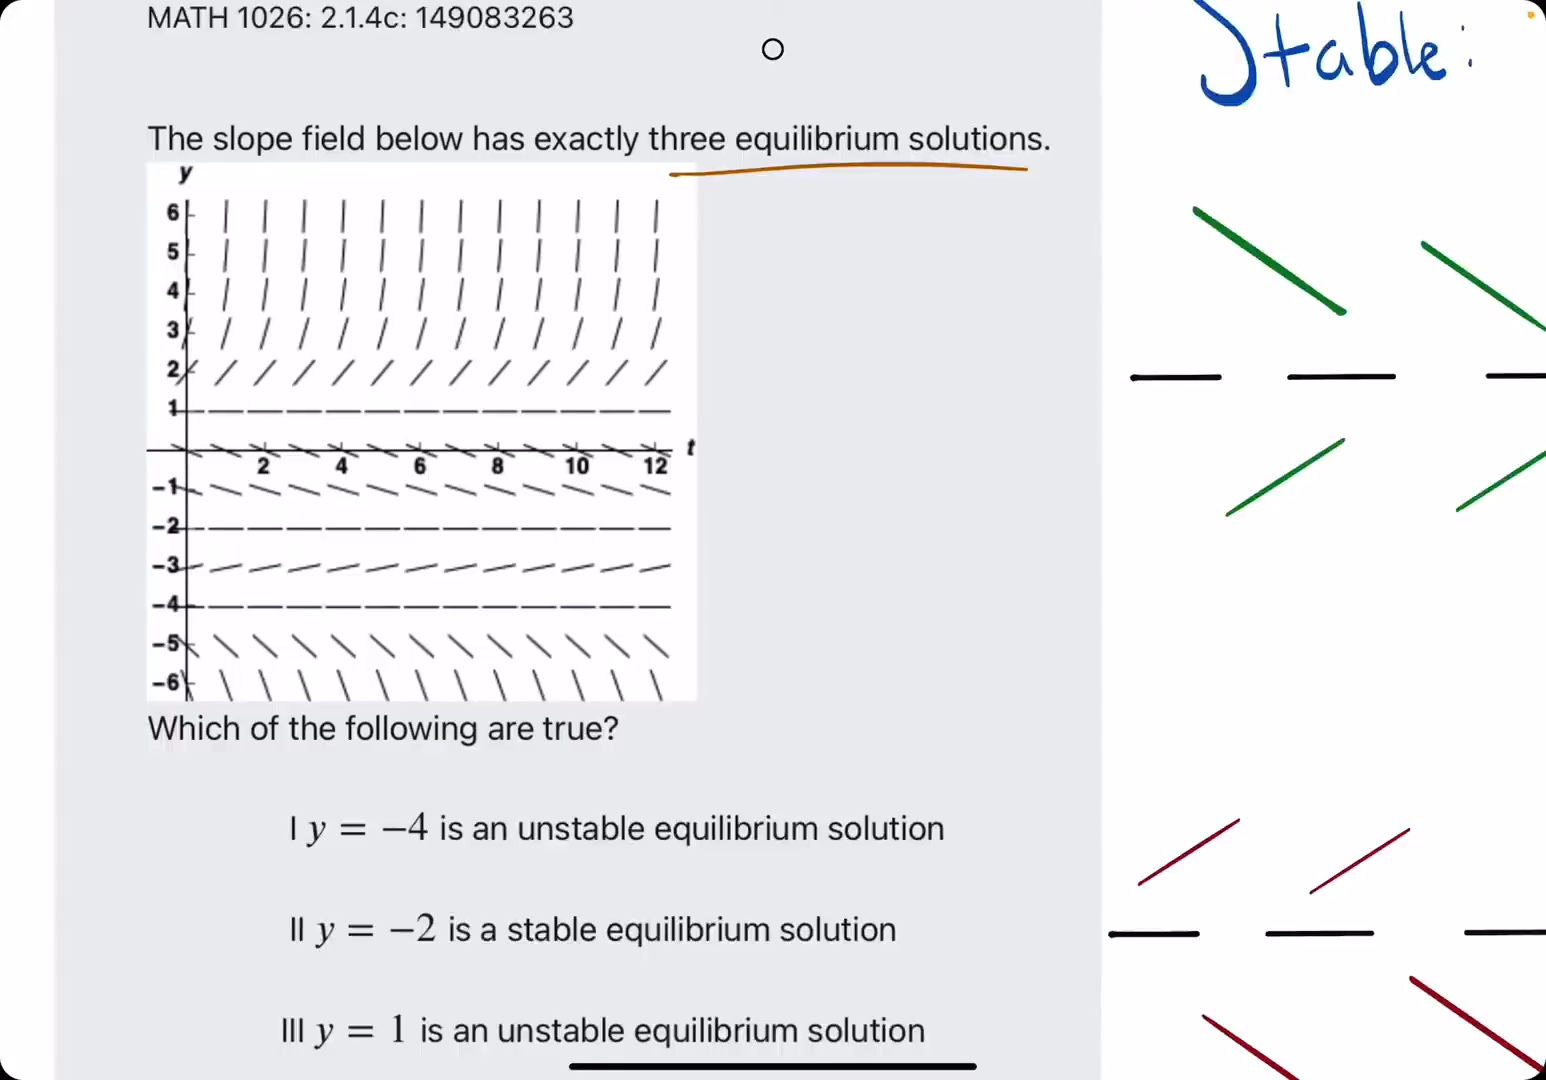 MATH 1026: 2.1.4c: 149083263
Stable:
The slope field below has exactly three equilibrium solutions.
y
6
5
4
3
2
1
t
2 4 6 8 10 12
−1
−2
−3
−4
−5
−6
Which of the following are true?
I y = −4 is an unstable equilibrium solution
II y = −2 is a stable equilibrium solution
III y = 1 is an unstable equilibrium solution